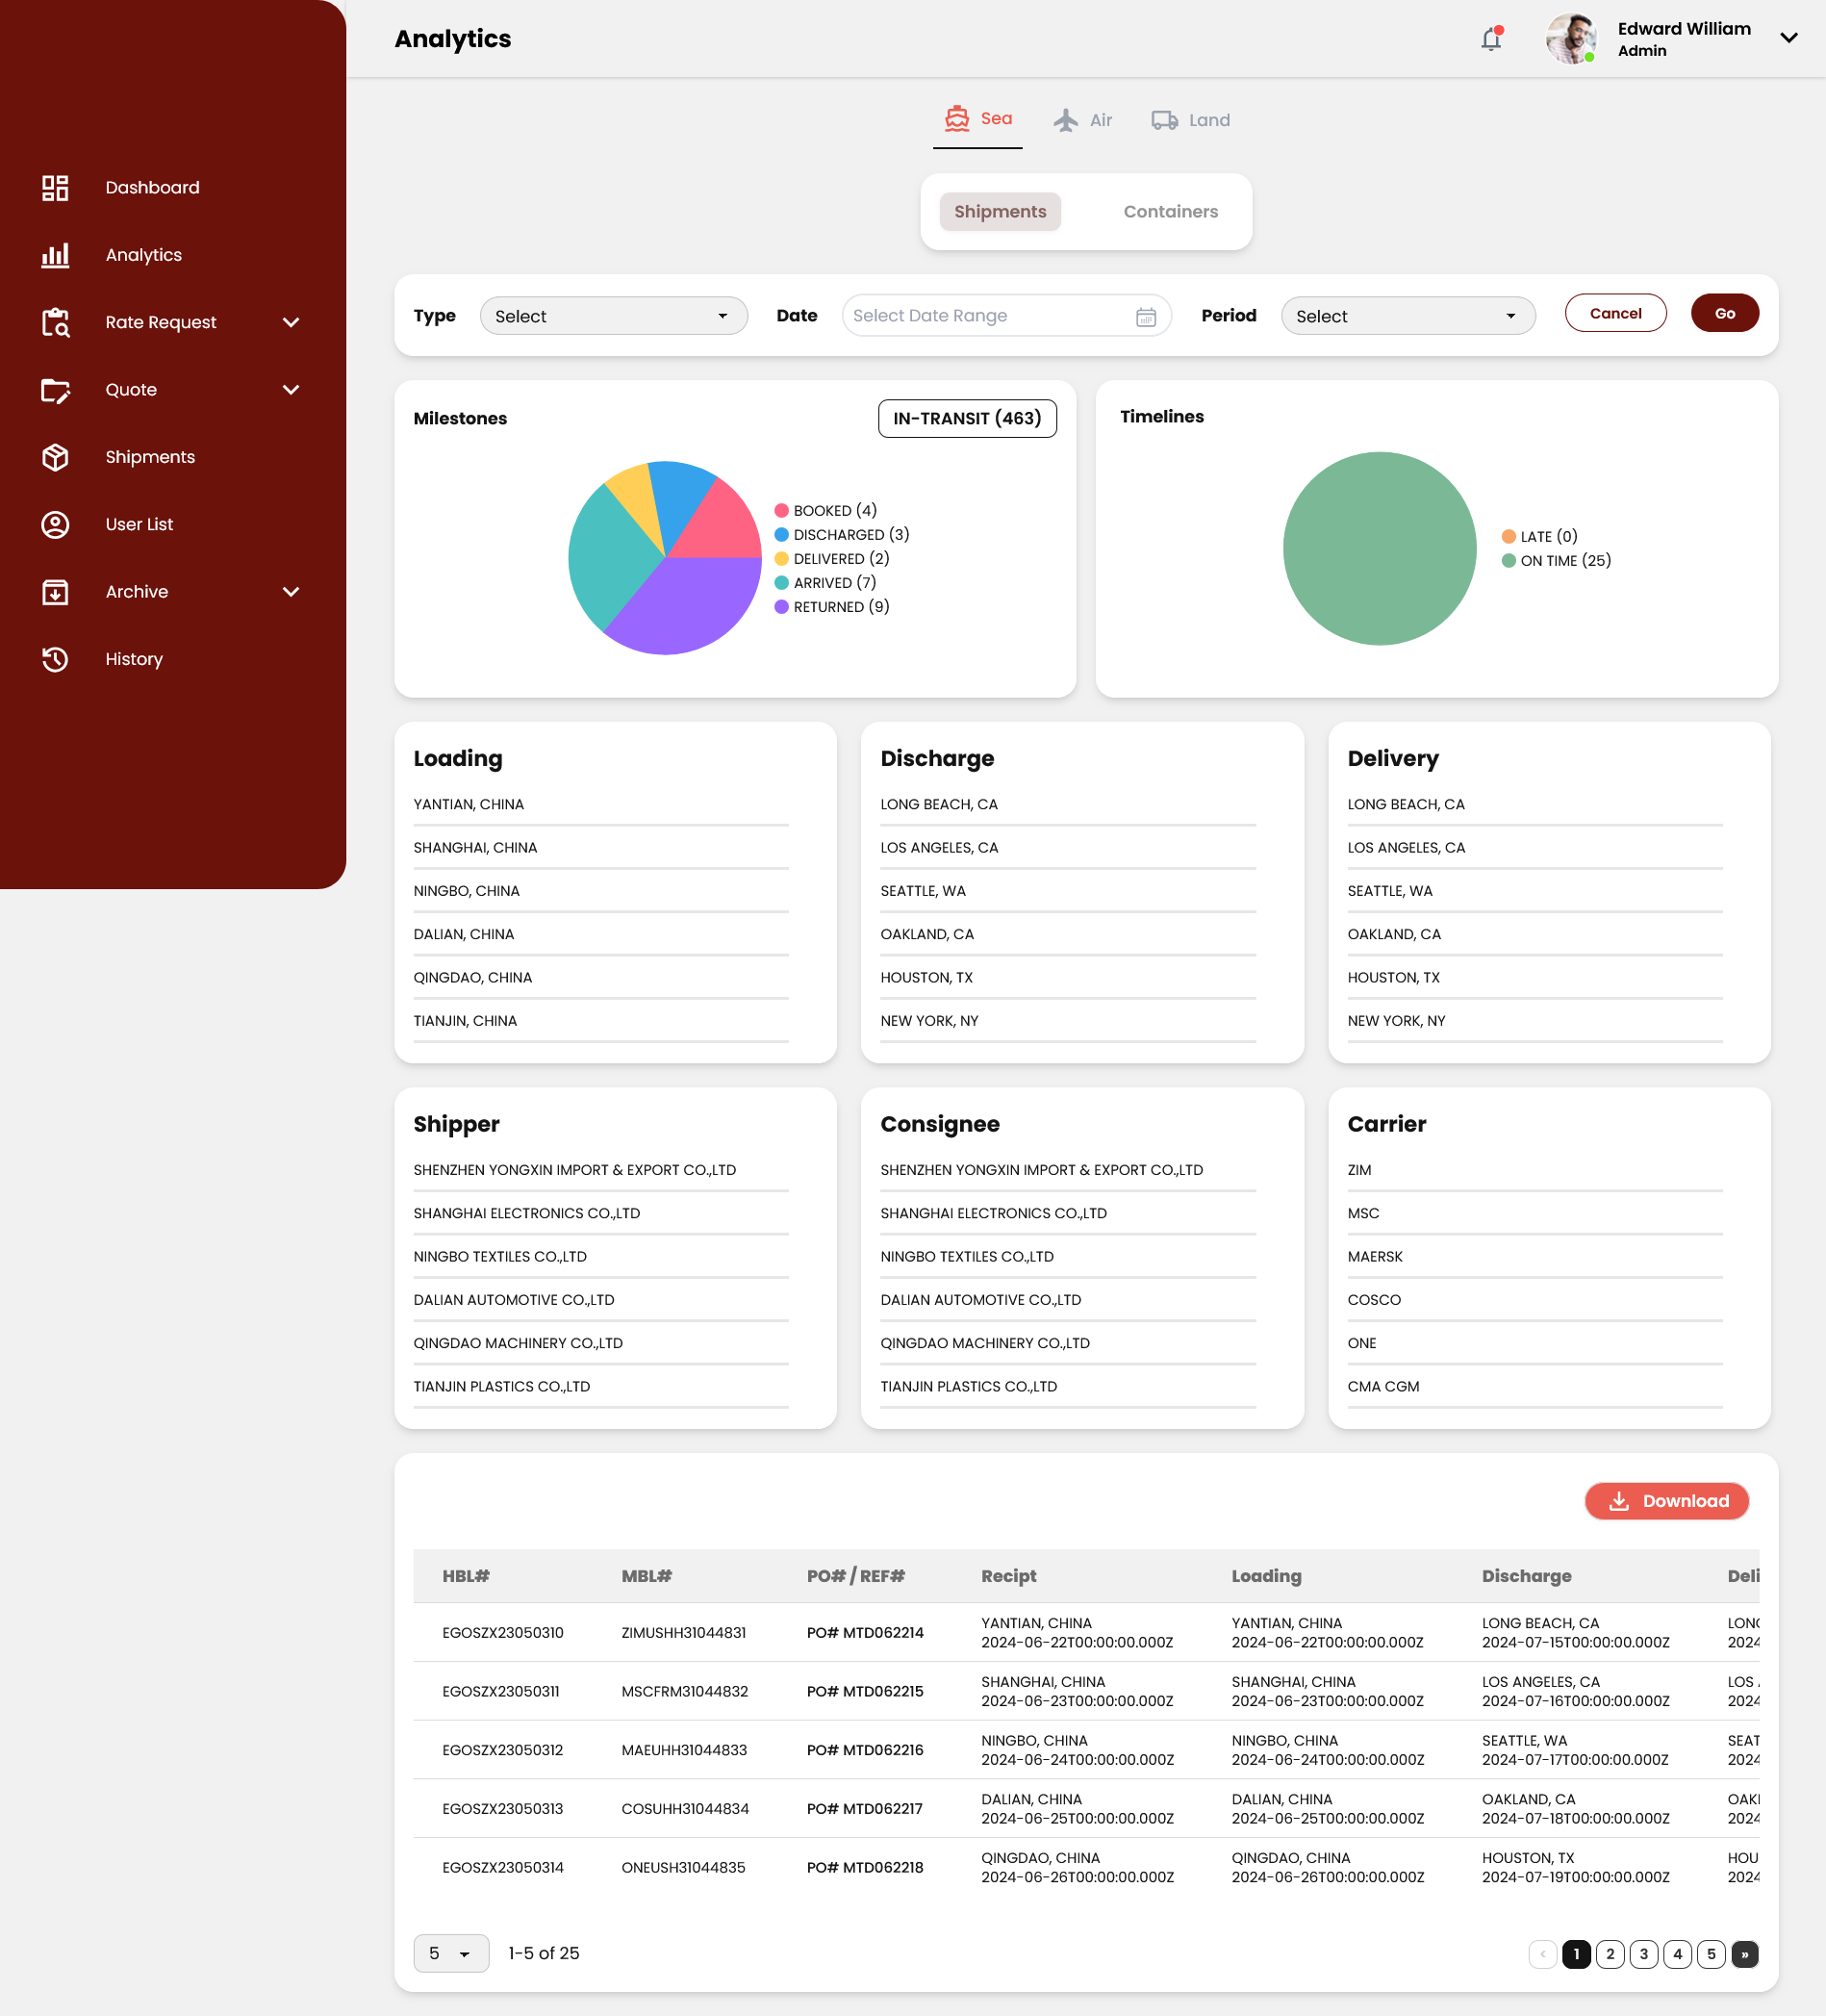 Analytics
Edward William
Admin
Dashboard
Analytics
Rate Request
Quote
Shipments
User List
Archive
History
Sea
Air
Land
Shipments
Containers
Type
Select
Date
Select Date Range
Period
Select
Cancel
Go
Milestones
IN-TRANSIT (463)
BOOKED (4)
DISCHARGED (3)
DELIVERED (2)
ARRIVED (7)
RETURNED (9)
Timelines
LATE (0)
ON TIME (25)
Loading
YANTIAN, CHINA
SHANGHAI, CHINA
NINGBO, CHINA
DALIAN, CHINA
QINGDAO, CHINA
TIANJIN, CHINA
Discharge
LONG BEACH, CA
LOS ANGELES, CA
SEATTLE, WA
OAKLAND, CA
HOUSTON, TX
NEW YORK, NY
Delivery
LONG BEACH, CA
LOS ANGELES, CA
SEATTLE, WA
OAKLAND, CA
HOUSTON, TX
NEW YORK, NY
Shipper
SHENZHEN YONGXIN IMPORT & EXPORT CO.,LTD
SHANGHAI ELECTRONICS CO.,LTD
NINGBO TEXTILES CO.,LTD
DALIAN AUTOMOTIVE CO.,LTD
QINGDAO MACHINERY CO.,LTD
TIANJIN PLASTICS CO.,LTD
Consignee
SHENZHEN YONGXIN IMPORT & EXPORT CO.,LTD
SHANGHAI ELECTRONICS CO.,LTD
NINGBO TEXTILES CO.,LTD
DALIAN AUTOMOTIVE CO.,LTD
QINGDAO MACHINERY CO.,LTD
TIANJIN PLASTICS CO.,LTD
Carrier
ZIM
MSC
MAERSK
COSCO
ONE
CMA CGM
Download
HBL# MBL# PO# / REF# Recipt Loading Discharge Deli
EGOSZX23050310 ZIMUSHH31044831 PO# MTD062214 YANTIAN, CHINA YANTIAN, CHINA LONG BEACH, CA LONG
2024-06-22T00:00:00.000Z 2024-06-22T00:00:00.000Z 2024-07-15T00:00:00.000Z 2024
EGOSZX23050311 MSCFRM31044832 PO# MTD062215 SHANGHAI, CHINA SHANGHAI, CHINA LOS ANGELES, CA LOS
2024-06-23T00:00:00.000Z 2024-06-23T00:00:00.000Z 2024-07-16T00:00:00.000Z 2024
EGOSZX23050312 MAEUHH31044833 PO# MTD062216 NINGBO, CHINA NINGBO, CHINA SEATTLE, WA SEAT
2024-06-24T00:00:00.000Z 2024-06-24T00:00:00.000Z 2024-07-17T00:00:00.000Z 2024
EGOSZX23050313 COSUHH31044834 PO# MTD062217 DALIAN, CHINA DALIAN, CHINA OAKLAND, CA OAKL
2024-06-25T00:00:00.000Z 2024-06-25T00:00:00.000Z 2024-07-18T00:00:00.000Z 2024
EGOSZX23050314 ONEUSH31044835 PO# MTD062218 QINGDAO, CHINA QINGDAO, CHINA HOUSTON, TX HOU
2024-06-26T00:00:00.000Z 2024-06-26T00:00:00.000Z 2024-07-19T00:00:00.000Z 2024
5 1-5 of 25 ‹ 1 2 3 4 5 »